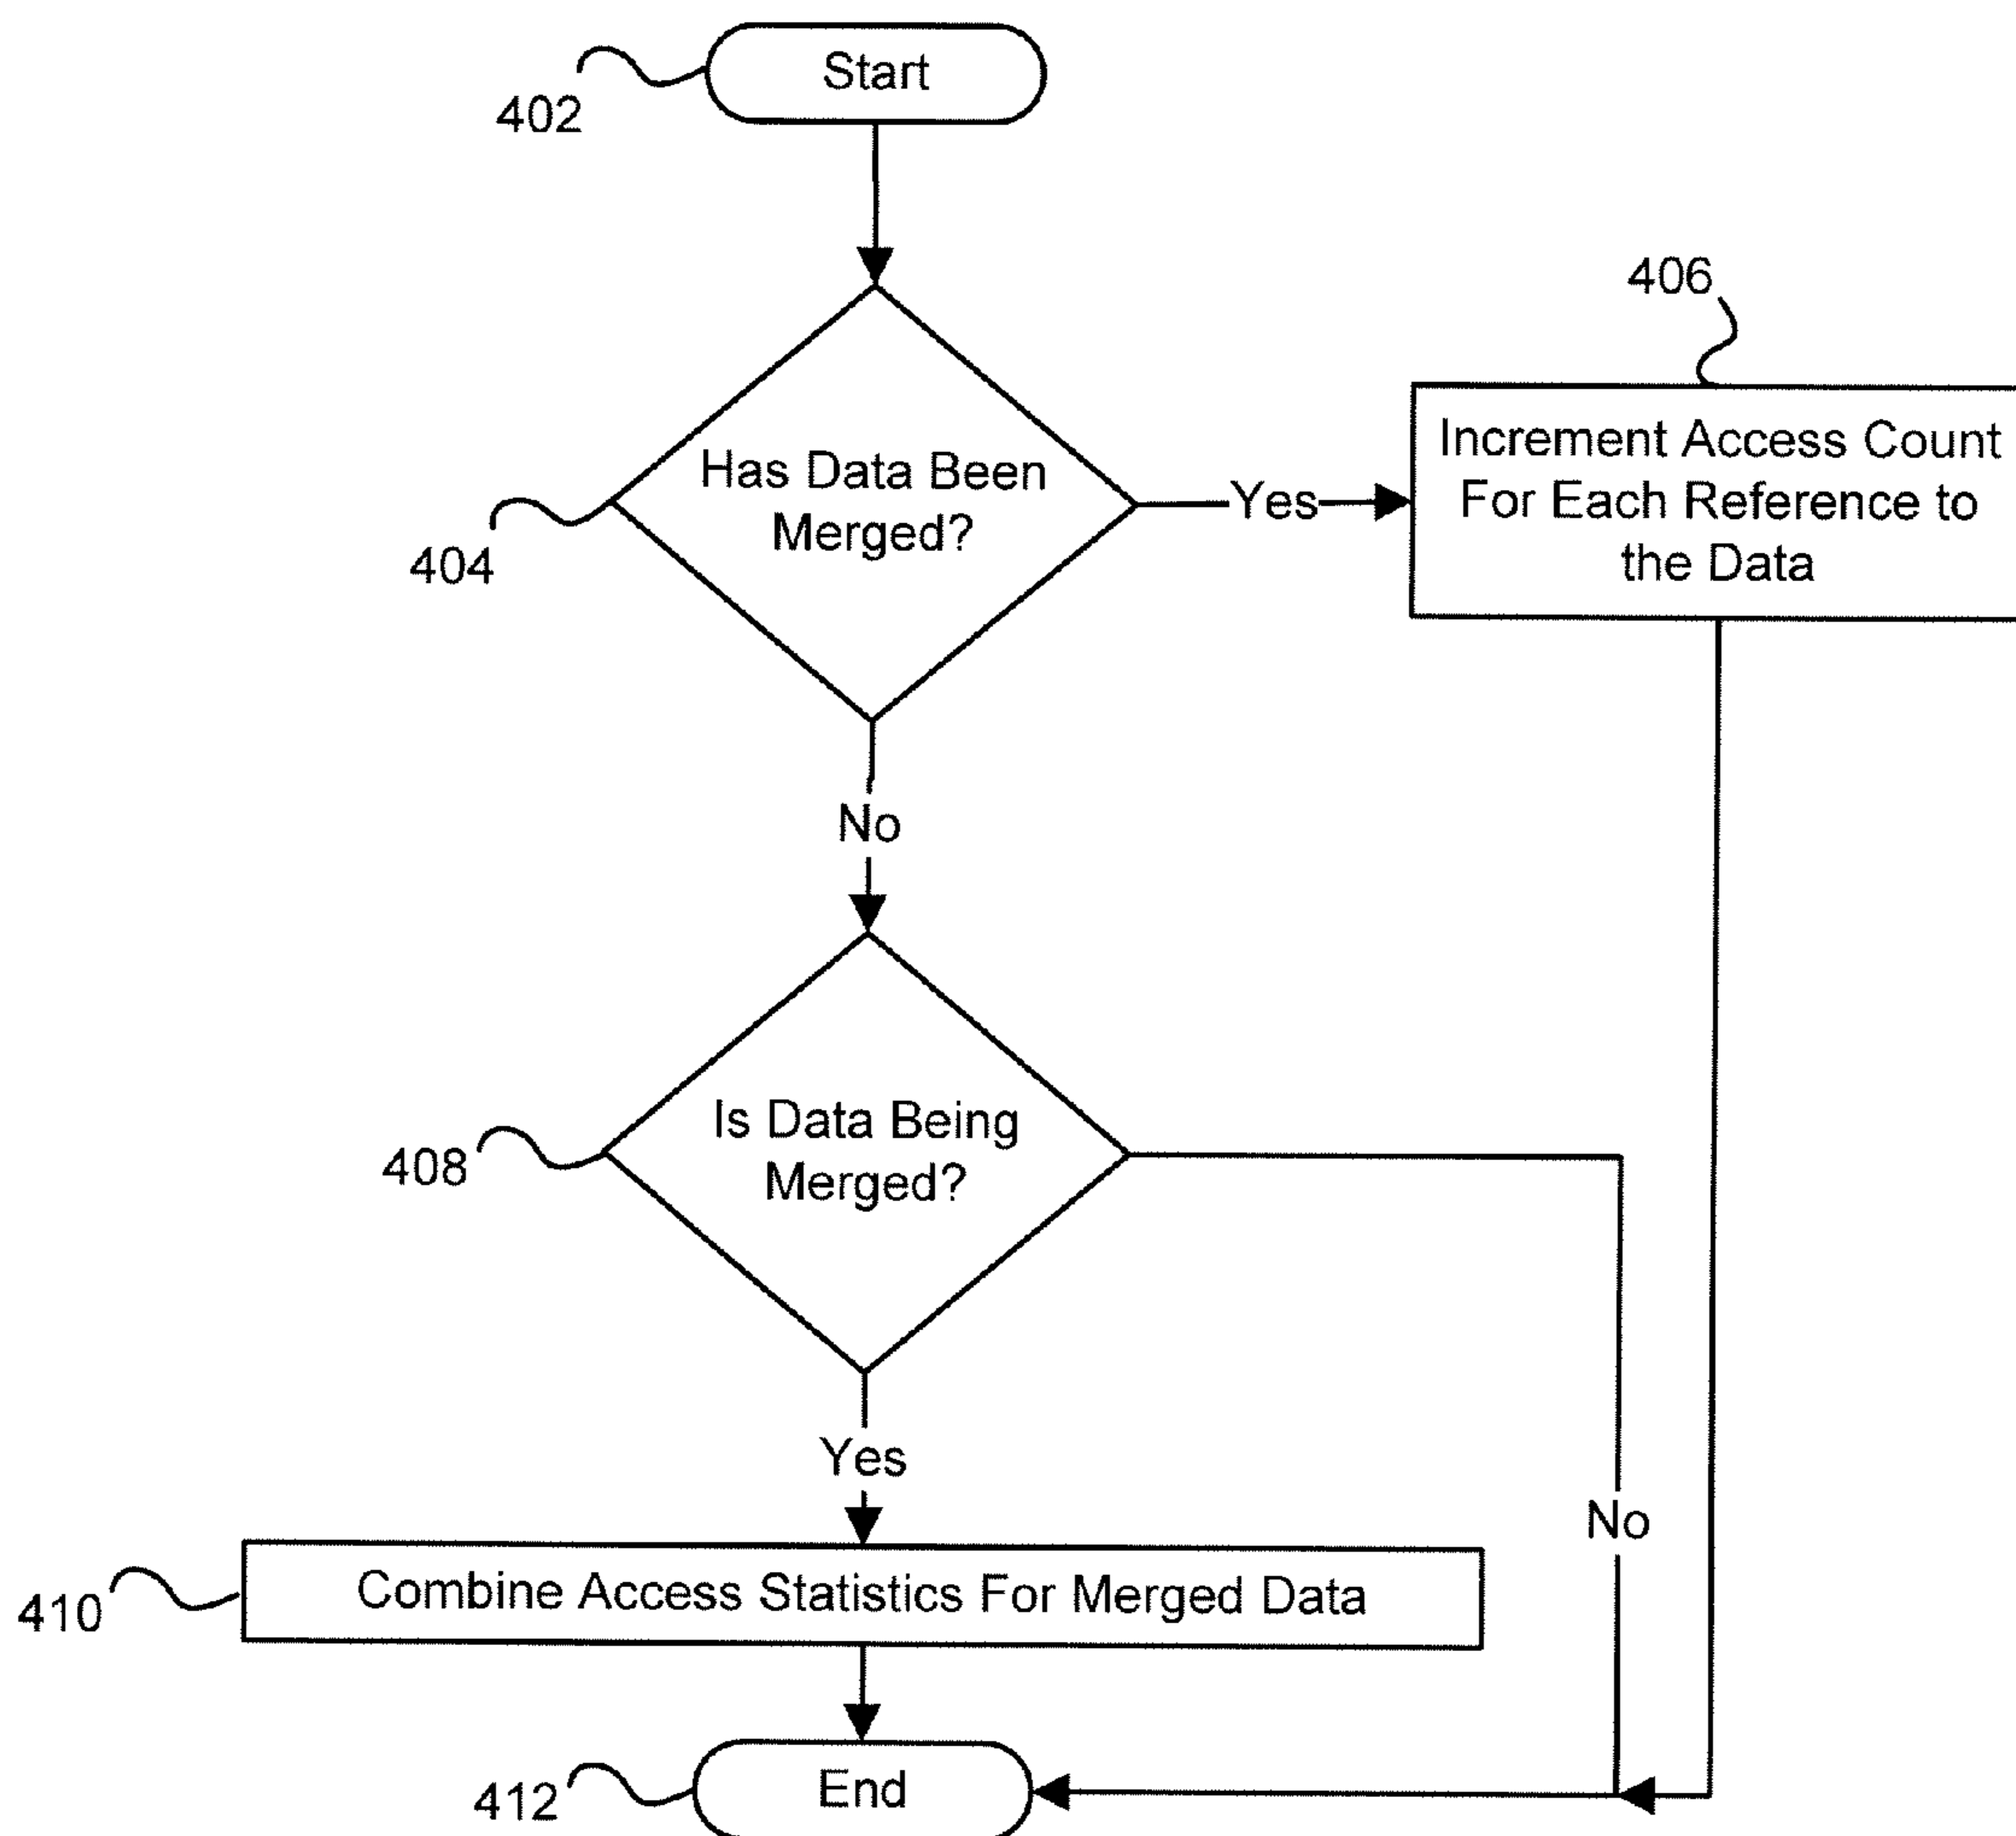 Start
402
406
Increment Access Count
For Each Reference to
the Data
Has Data Been
Merged?
Yes
404
No
Is Data Being
Merged?
408
Yes
No
Combine Access Statistics For Merged Data
410
End
412